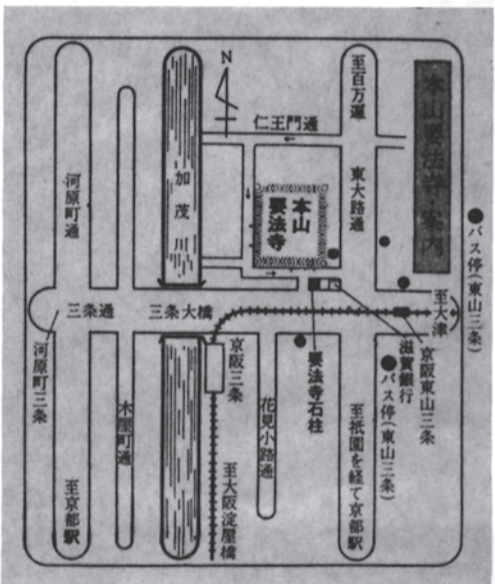 本山要法寺案内
●バス停(東山三条)
至百万遍
東大路通
N
仁王門通
本山
要法寺
加茂川
河原町通
三条通
三条大橋
至大津
河原町三条
木屋町通
至京都駅
京阪三条
至大阪淀屋橋
花見小路通
要法寺石柱
至祇園を経て京都駅
滋賀銀行
●バス停(東山三条)
京阪東山三条